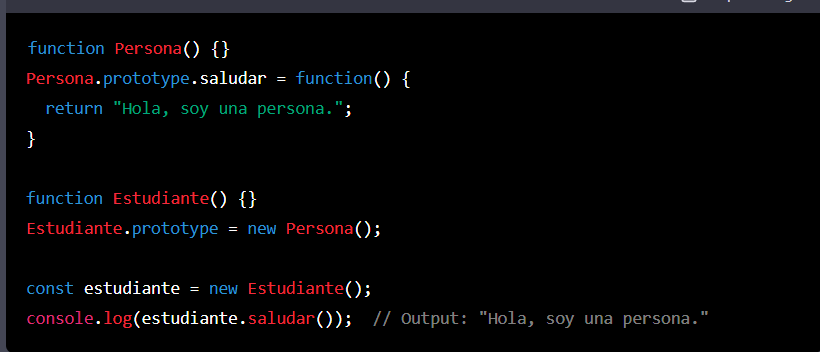 function Persona() {}
Persona.prototype.saludar = function() {
  return "Hola, soy una persona.";
}

function Estudiante() {}
Estudiante.prototype = new Persona();

const estudiante = new Estudiante();
console.log(estudiante.saludar());  // Output: "Hola, soy una persona."